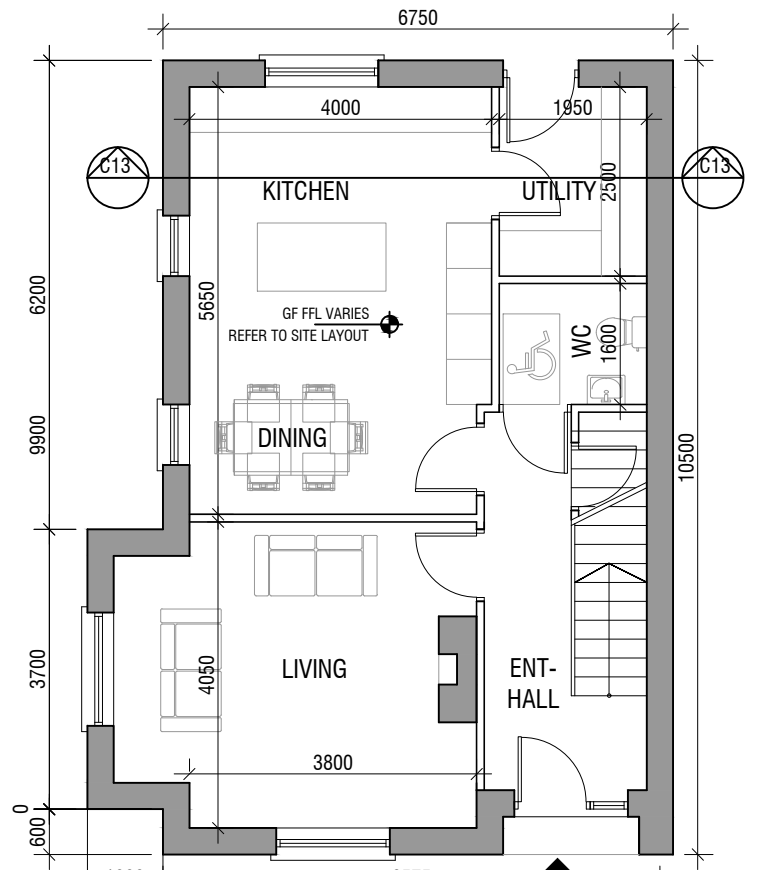 6750
4000
1950
C13
C13
KITCHEN
UTILITY
2500
6200
5650
GF FFL VARIES
REFER TO SITE LAYOUT
WC
1600
9900
DINING
10500
3700
4050
LIVING
ENT-
HALL
3800
0
600